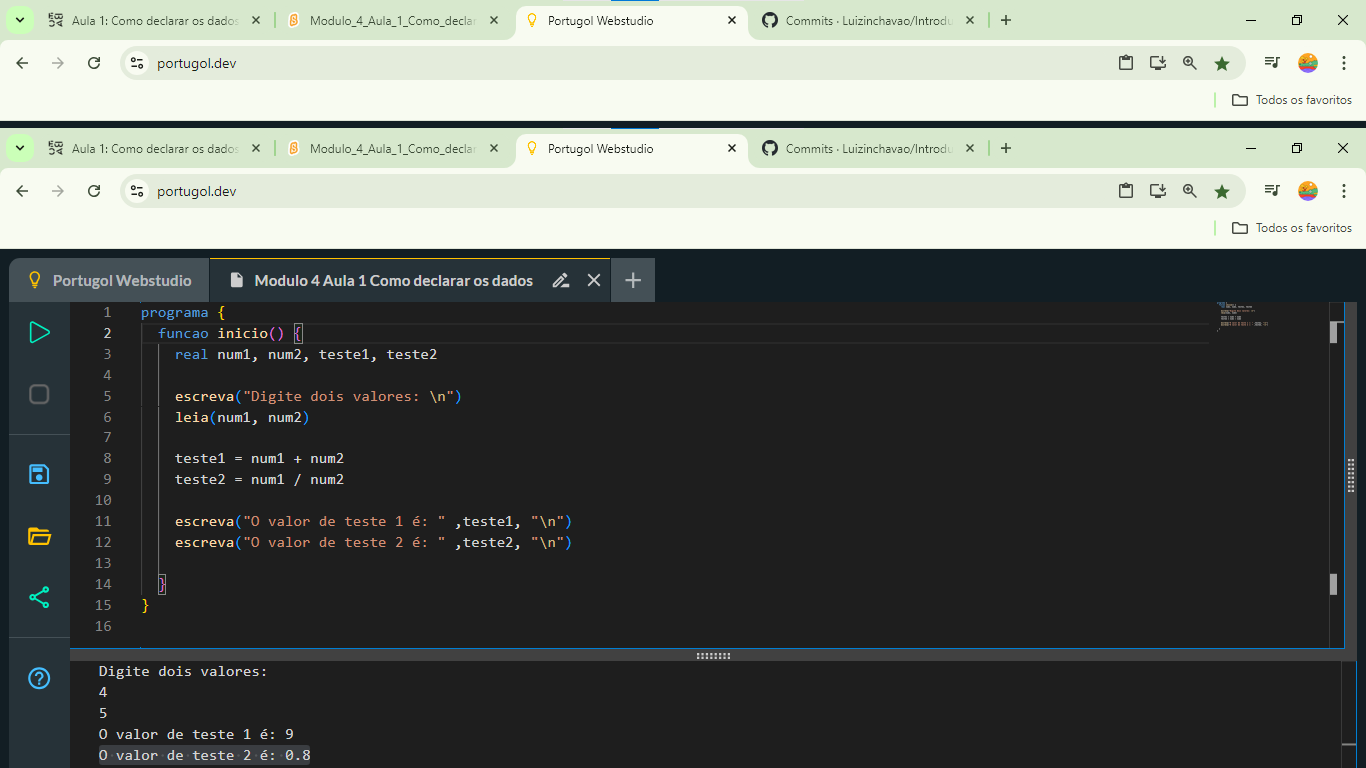 Aula 1: Como declarar os dados
Modulo_4_Aula_1_Como_declar
Portugol Webstudio
Commits · Luizinchavao/Introdu
portugol.dev
Todos os favoritos
Aula 1: Como declarar os dados
Modulo_4_Aula_1_Como_declar
Portugol Webstudio
Commits · Luizinchavao/Introdu
portugol.dev
Todos os favoritos
Portugol Webstudio
Modulo 4 Aula 1 Como declarar os dados
1 programa {
2 funcao inicio() {
3 real num1, num2, teste1, teste2
4
5 escreva("Digite dois valores: \n")
6 leia(num1, num2)
7
8 teste1 = num1 + num2
9 teste2 = num1 / num2
10
11 escreva("O valor de teste 1 é: " ,teste1, "\n")
12 escreva("O valor de teste 2 é: " ,teste2, "\n")
13
14 }
15 }
16
Digite dois valores:
4
5
O valor de teste 1 é: 9
O valor de teste 2 é: 0.8